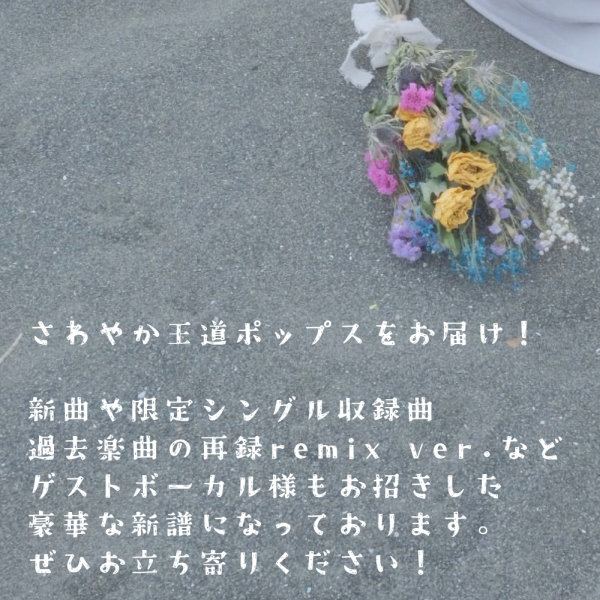 さわやか王道ポップスをお届け！
新曲や限定シングル収録曲
過去楽曲の再録remix ver.など
ゲストボーカル様もお招きした
豪華な新譜になっております。
ぜひお立ち寄りください！